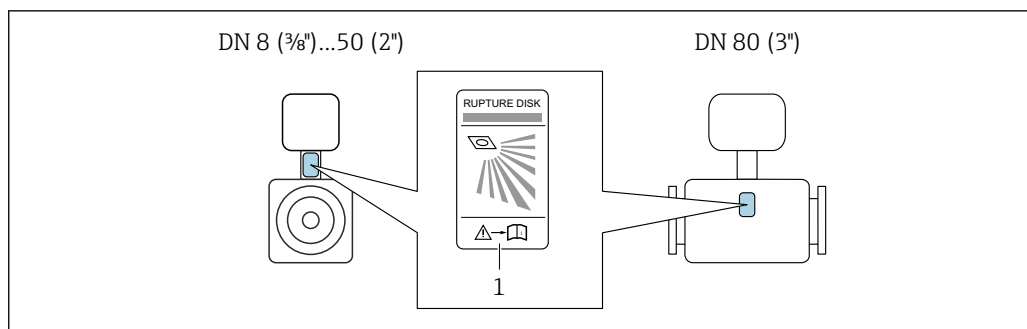 DN 8 (⅜")...50 (2")
DN 80 (3")
RUPTURE DISK
1